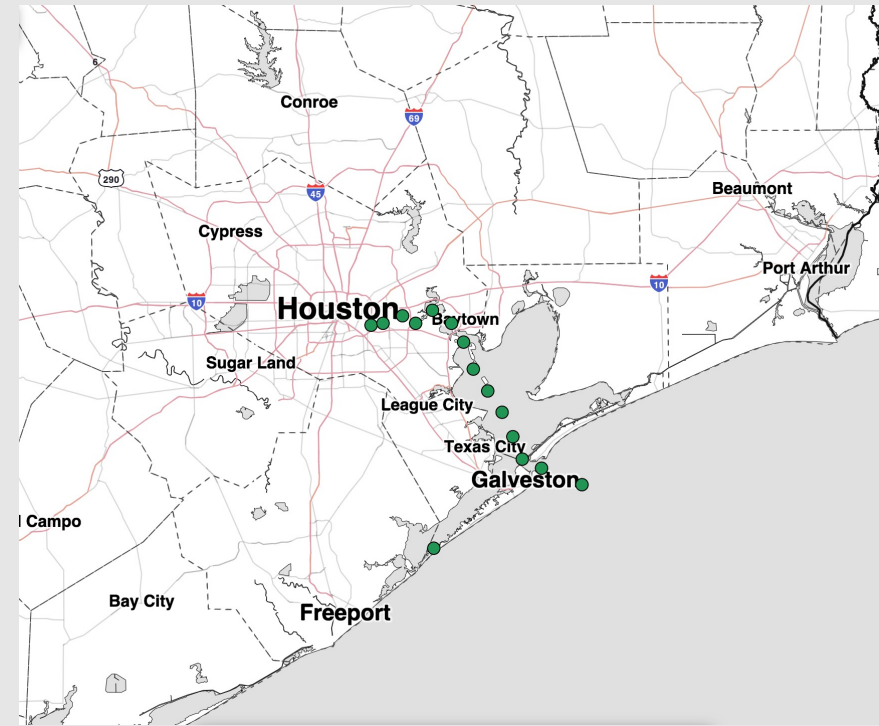 6
Conroe
69
290
45
Beaumont
Cypress
Port Arthur
10
10
Houston
Baytown
Sugar Land
League City
Texas City
Galveston
l Campo
Bay City
Freeport